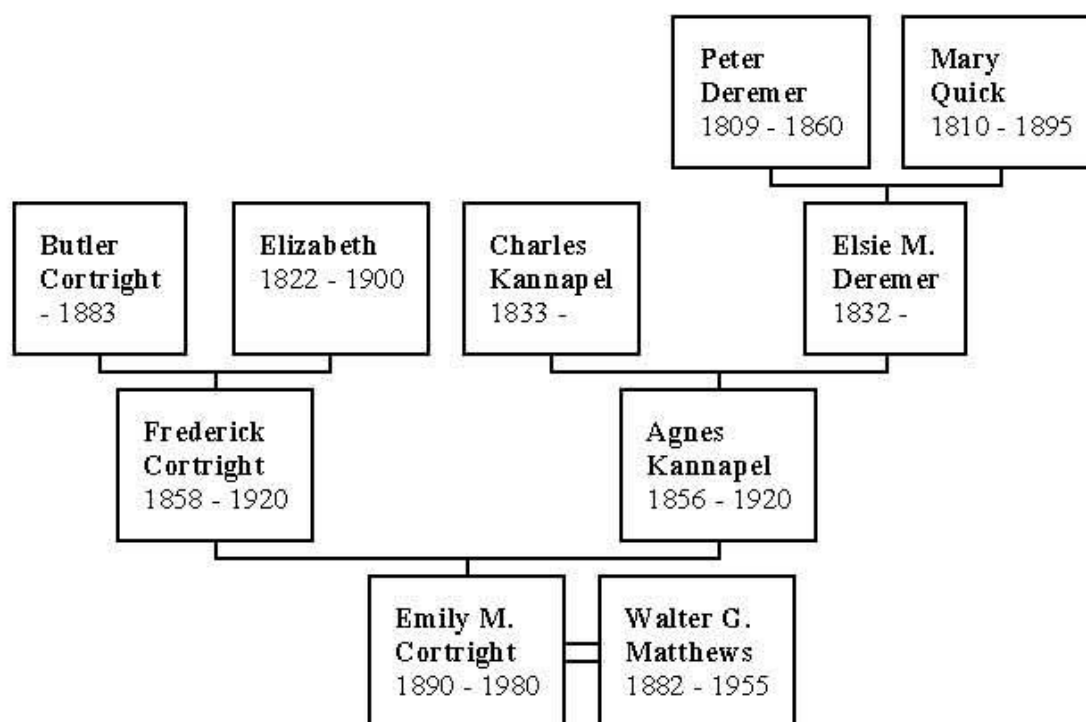 Peter
Deremer
1809 - 1860
Mary
Quick
1810 - 1895
Butler
Cortright
- 1883
Elizabeth
1822 - 1900
Charles
Kannapel
1833 -
Elsie M.
Deremer
1832 -
Frederick
Cortright
1858 - 1920
Agnes
Kannapel
1856 - 1920
Emily M.
Cortright
1890 - 1980
Walter G.
Matthews
1882 - 1955